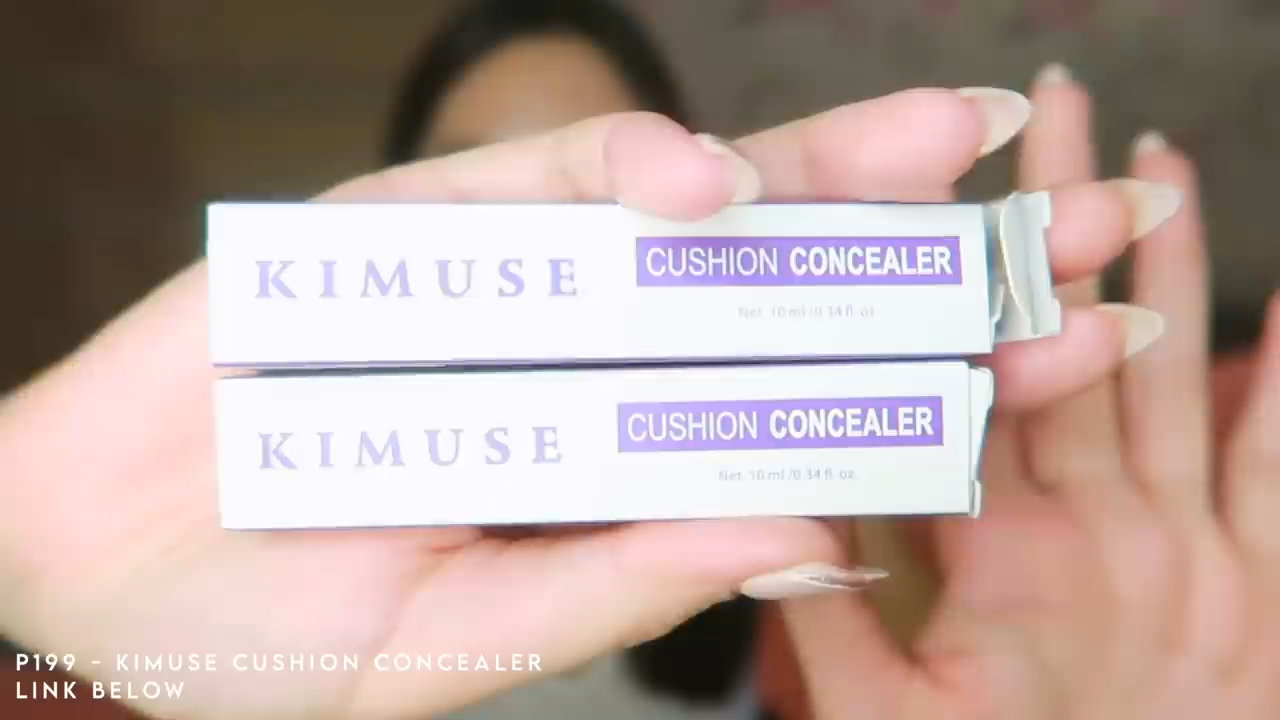 KIMUSE
CUSHION CONCEALER
Net. 10 ml /0.34 fl. oz.
KIMUSE
CUSHION CONCEALER
Net. 10 ml /0.34 fl. oz.
P199 - KIMUSE CUSHION CONCEALER
LINK BELOW